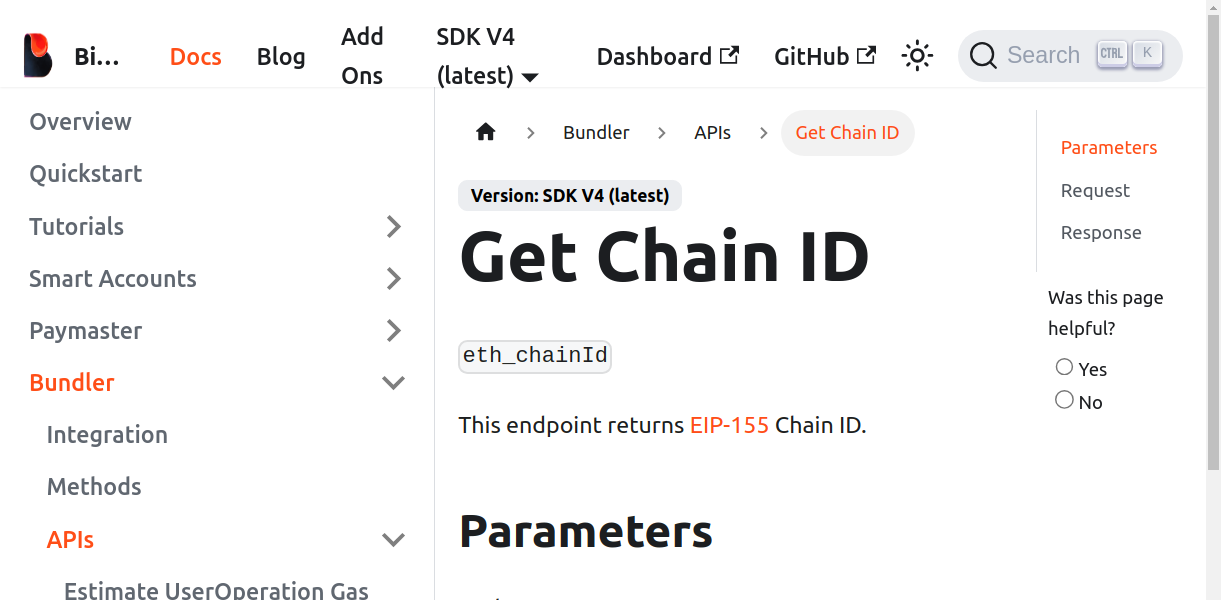 Bi...
Docs
Blog
Add
Ons
SDK V4
(latest)
Dashboard
GitHub
Search
CTRL
K
Overview
Quickstart
Tutorials
Smart Accounts
Paymaster
Bundler
Integration
Methods
APIs
Estimate UserOperation Gas
Bundler
APIs
Get Chain ID
Version: SDK V4 (latest)
Get Chain ID
eth_chainId
This endpoint returns EIP-155 Chain ID.
Parameters
Parameters
Request
Response
Was this page
helpful?
Yes
No